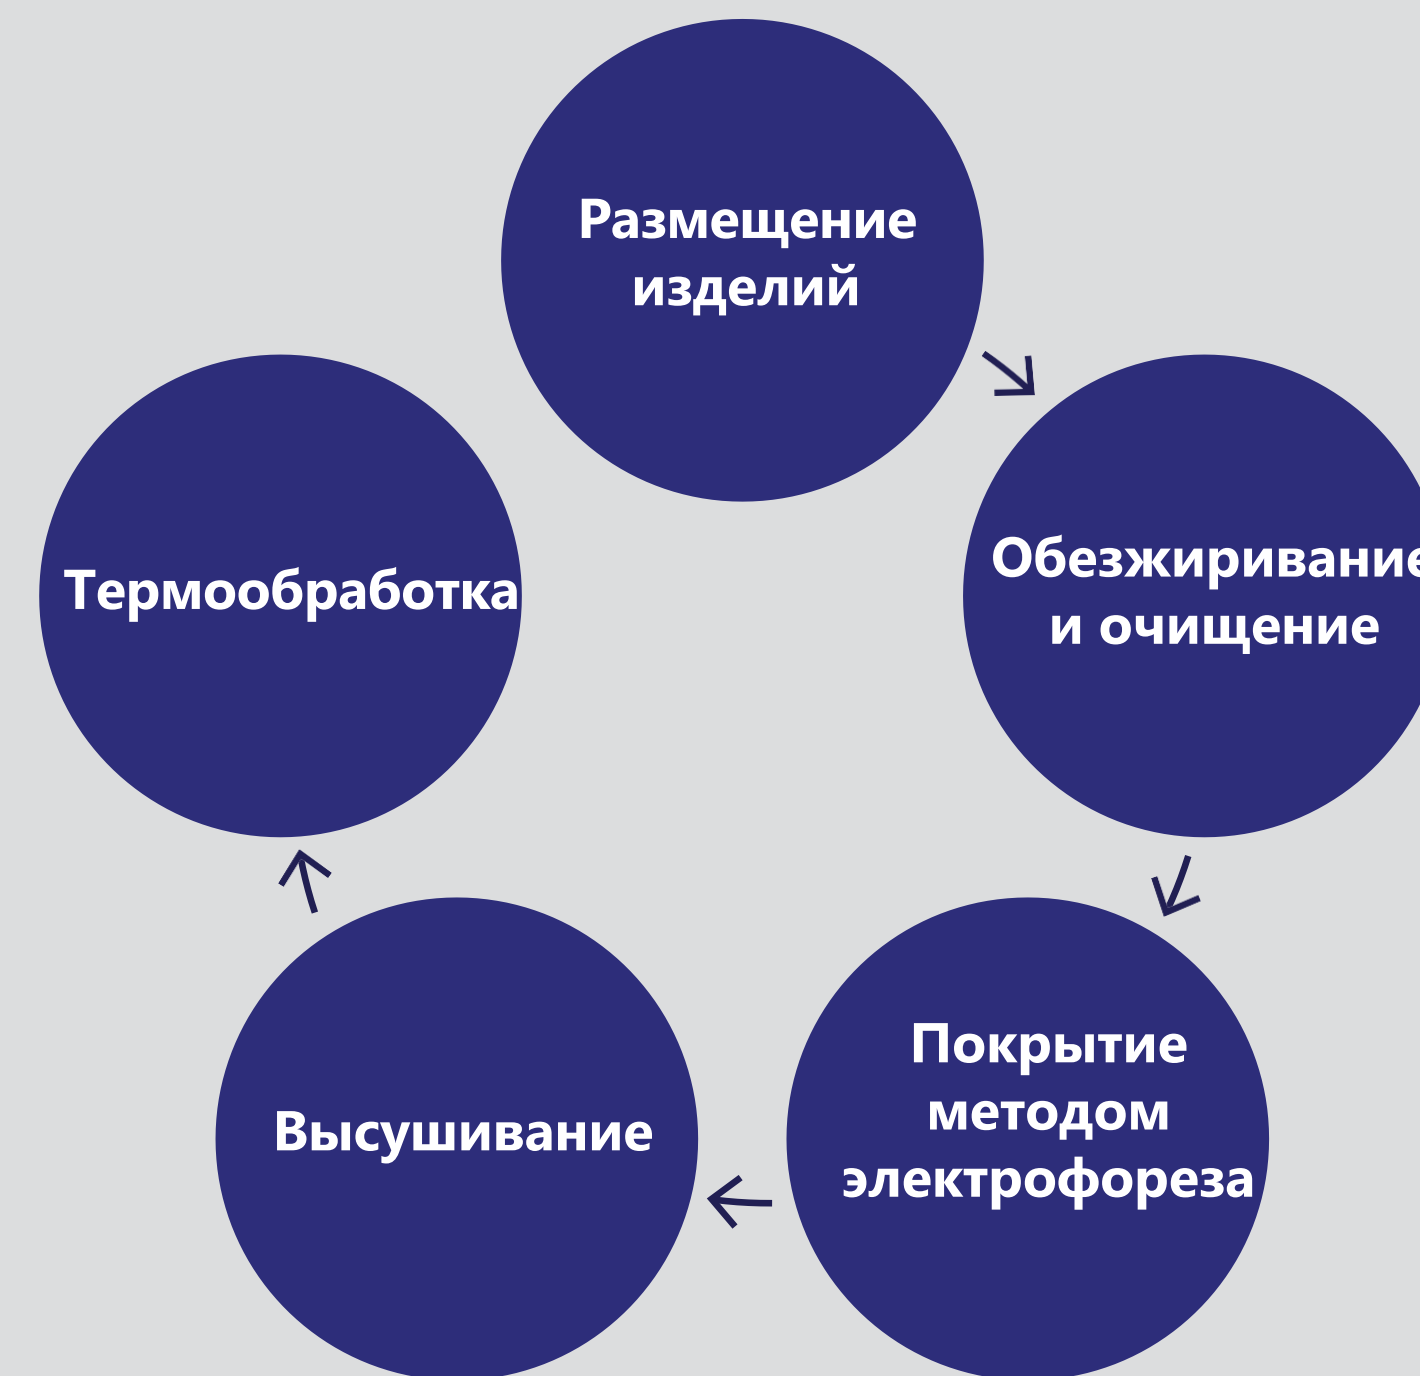 Размещение
изделий
Обезжиривание
и очищение
Покрытие
методом
электрофореза
Высушивание
Термообработка